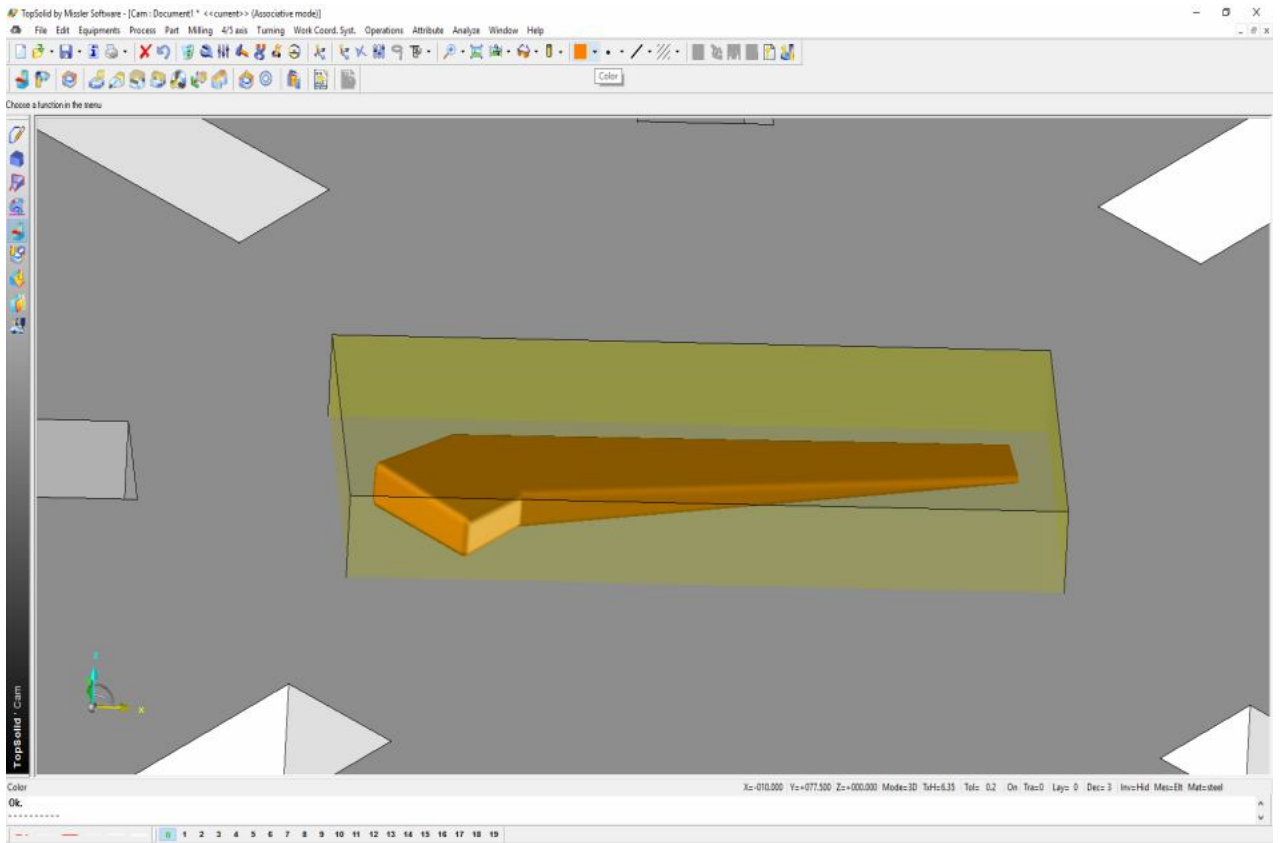 TopSolid by Missler Software - [Cam : Document1 * <<current>> (Associative mode)]
File Edit Equipments Process Part Milling 4/5 axis Turning Work Coord. Syst. Operations Attribute Analyze Window Help
Color
Choose a function in the menu
z
x
TopSolid'Cam
Color
X=-010.000 Y=+077.500 Z=+000.000 Mode=3D TxH=6.35 Tol= 0.2 On Tra=0 Lay= 0 Dec= 3 Inv=Hid Mes=Elt Mat=steel
Ok.
----------
0 1 2 3 4 5 6 7 8 9 10 11 12 13 14 15 16 17 18 19